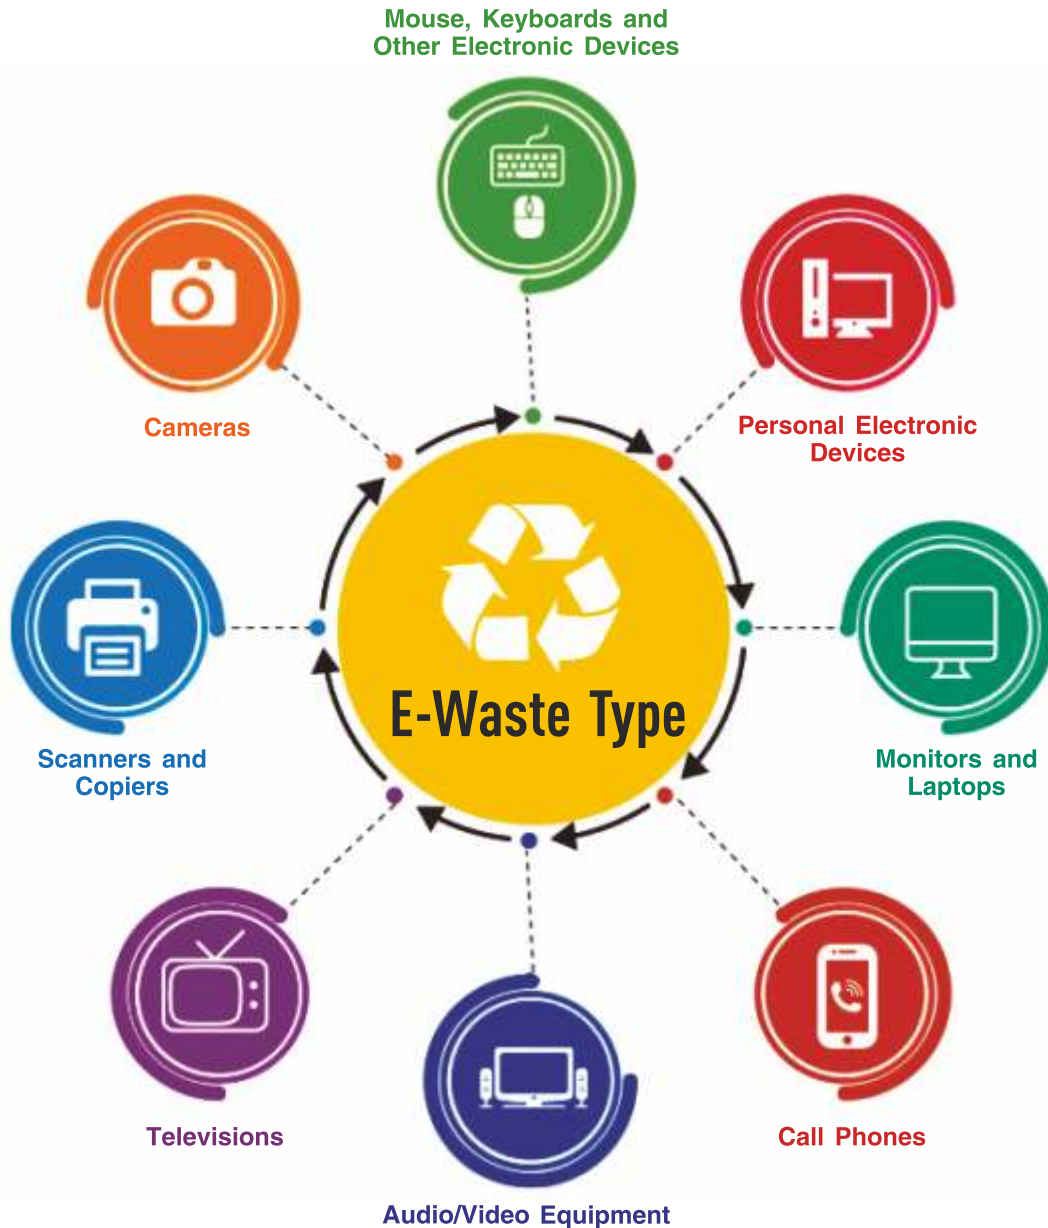 Mouse, Keyboards and
Other Electronic Devices
Cameras
Personal Electronic
Devices
E-Waste Type
Scanners and
Copiers
Monitors and
Laptops
Televisions
Call Phones
Audio/Video Equipment